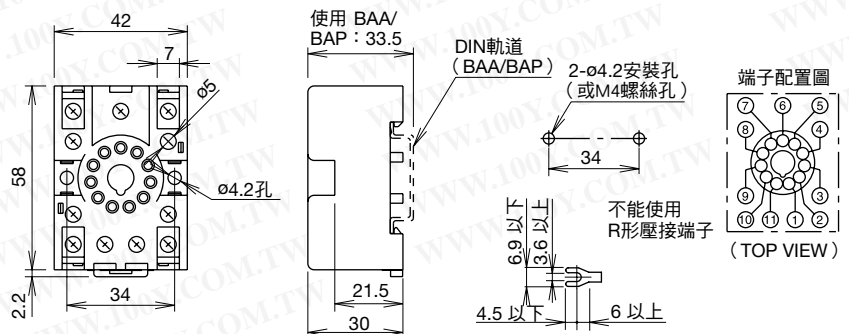 42
7
ø5
58
ø4.2孔
2.2
34
使用 BAA/
BAP：33.5
DIN軌道
（BAA/BAP）
21.5
30
2-ø4.2安裝孔
（或M4螺絲孔）
34
6.9 以下
3.6 以上
4.5 以下
6 以上
不能使用
R形壓接端子
端子配置圖
⑦ ⑥ ⑤
⑧ ④
⑨ ③
⑩ ⑪ ① ②
（TOP VIEW）
WWW.100Y.COM.TW